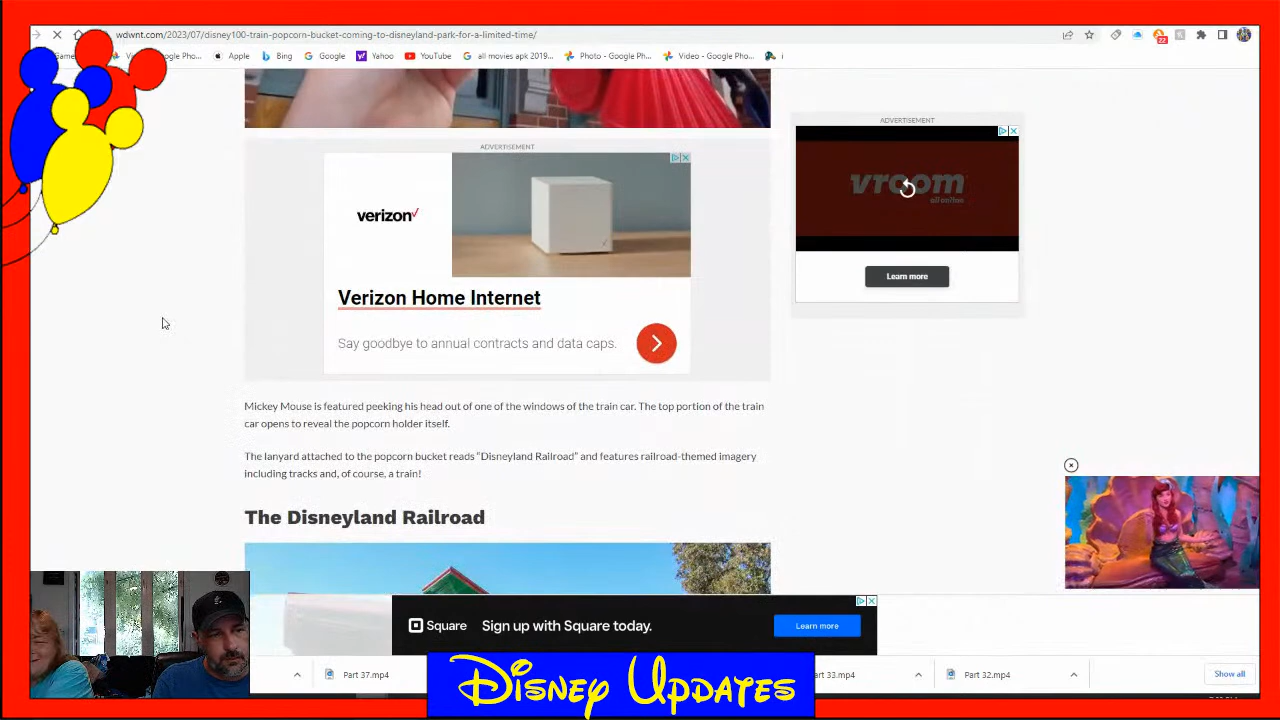 wdwnt.com/2023/07/disney100-train-popcorn-bucket-coming-to-disneyland-park-for-a-limited-time/
22
Apple
Bing
Google
Yahoo
YouTube
all movies apk 2019...
Photo - Google Pho...
Video - Google Pho...
ADVERTISEMENT
ADVERTISEMENT
verizon
vroom
Learn more
Verizon Home Internet
Say goodbye to annual contracts and data caps.
Mickey Mouse is featured peeking his head out of one of the windows of the train car. The top portion of the train
car opens to reveal the popcorn holder itself.
The lanyard attached to the popcorn bucket reads “Disneyland Railroad” and features railroad-themed imagery
including tracks and, of course, a train!
The Disneyland Railroad
Square
Sign up with Square today.
Learn more
Part 37.mp4
33.mp4
Part 32.mp4
Show all
Disney Updates